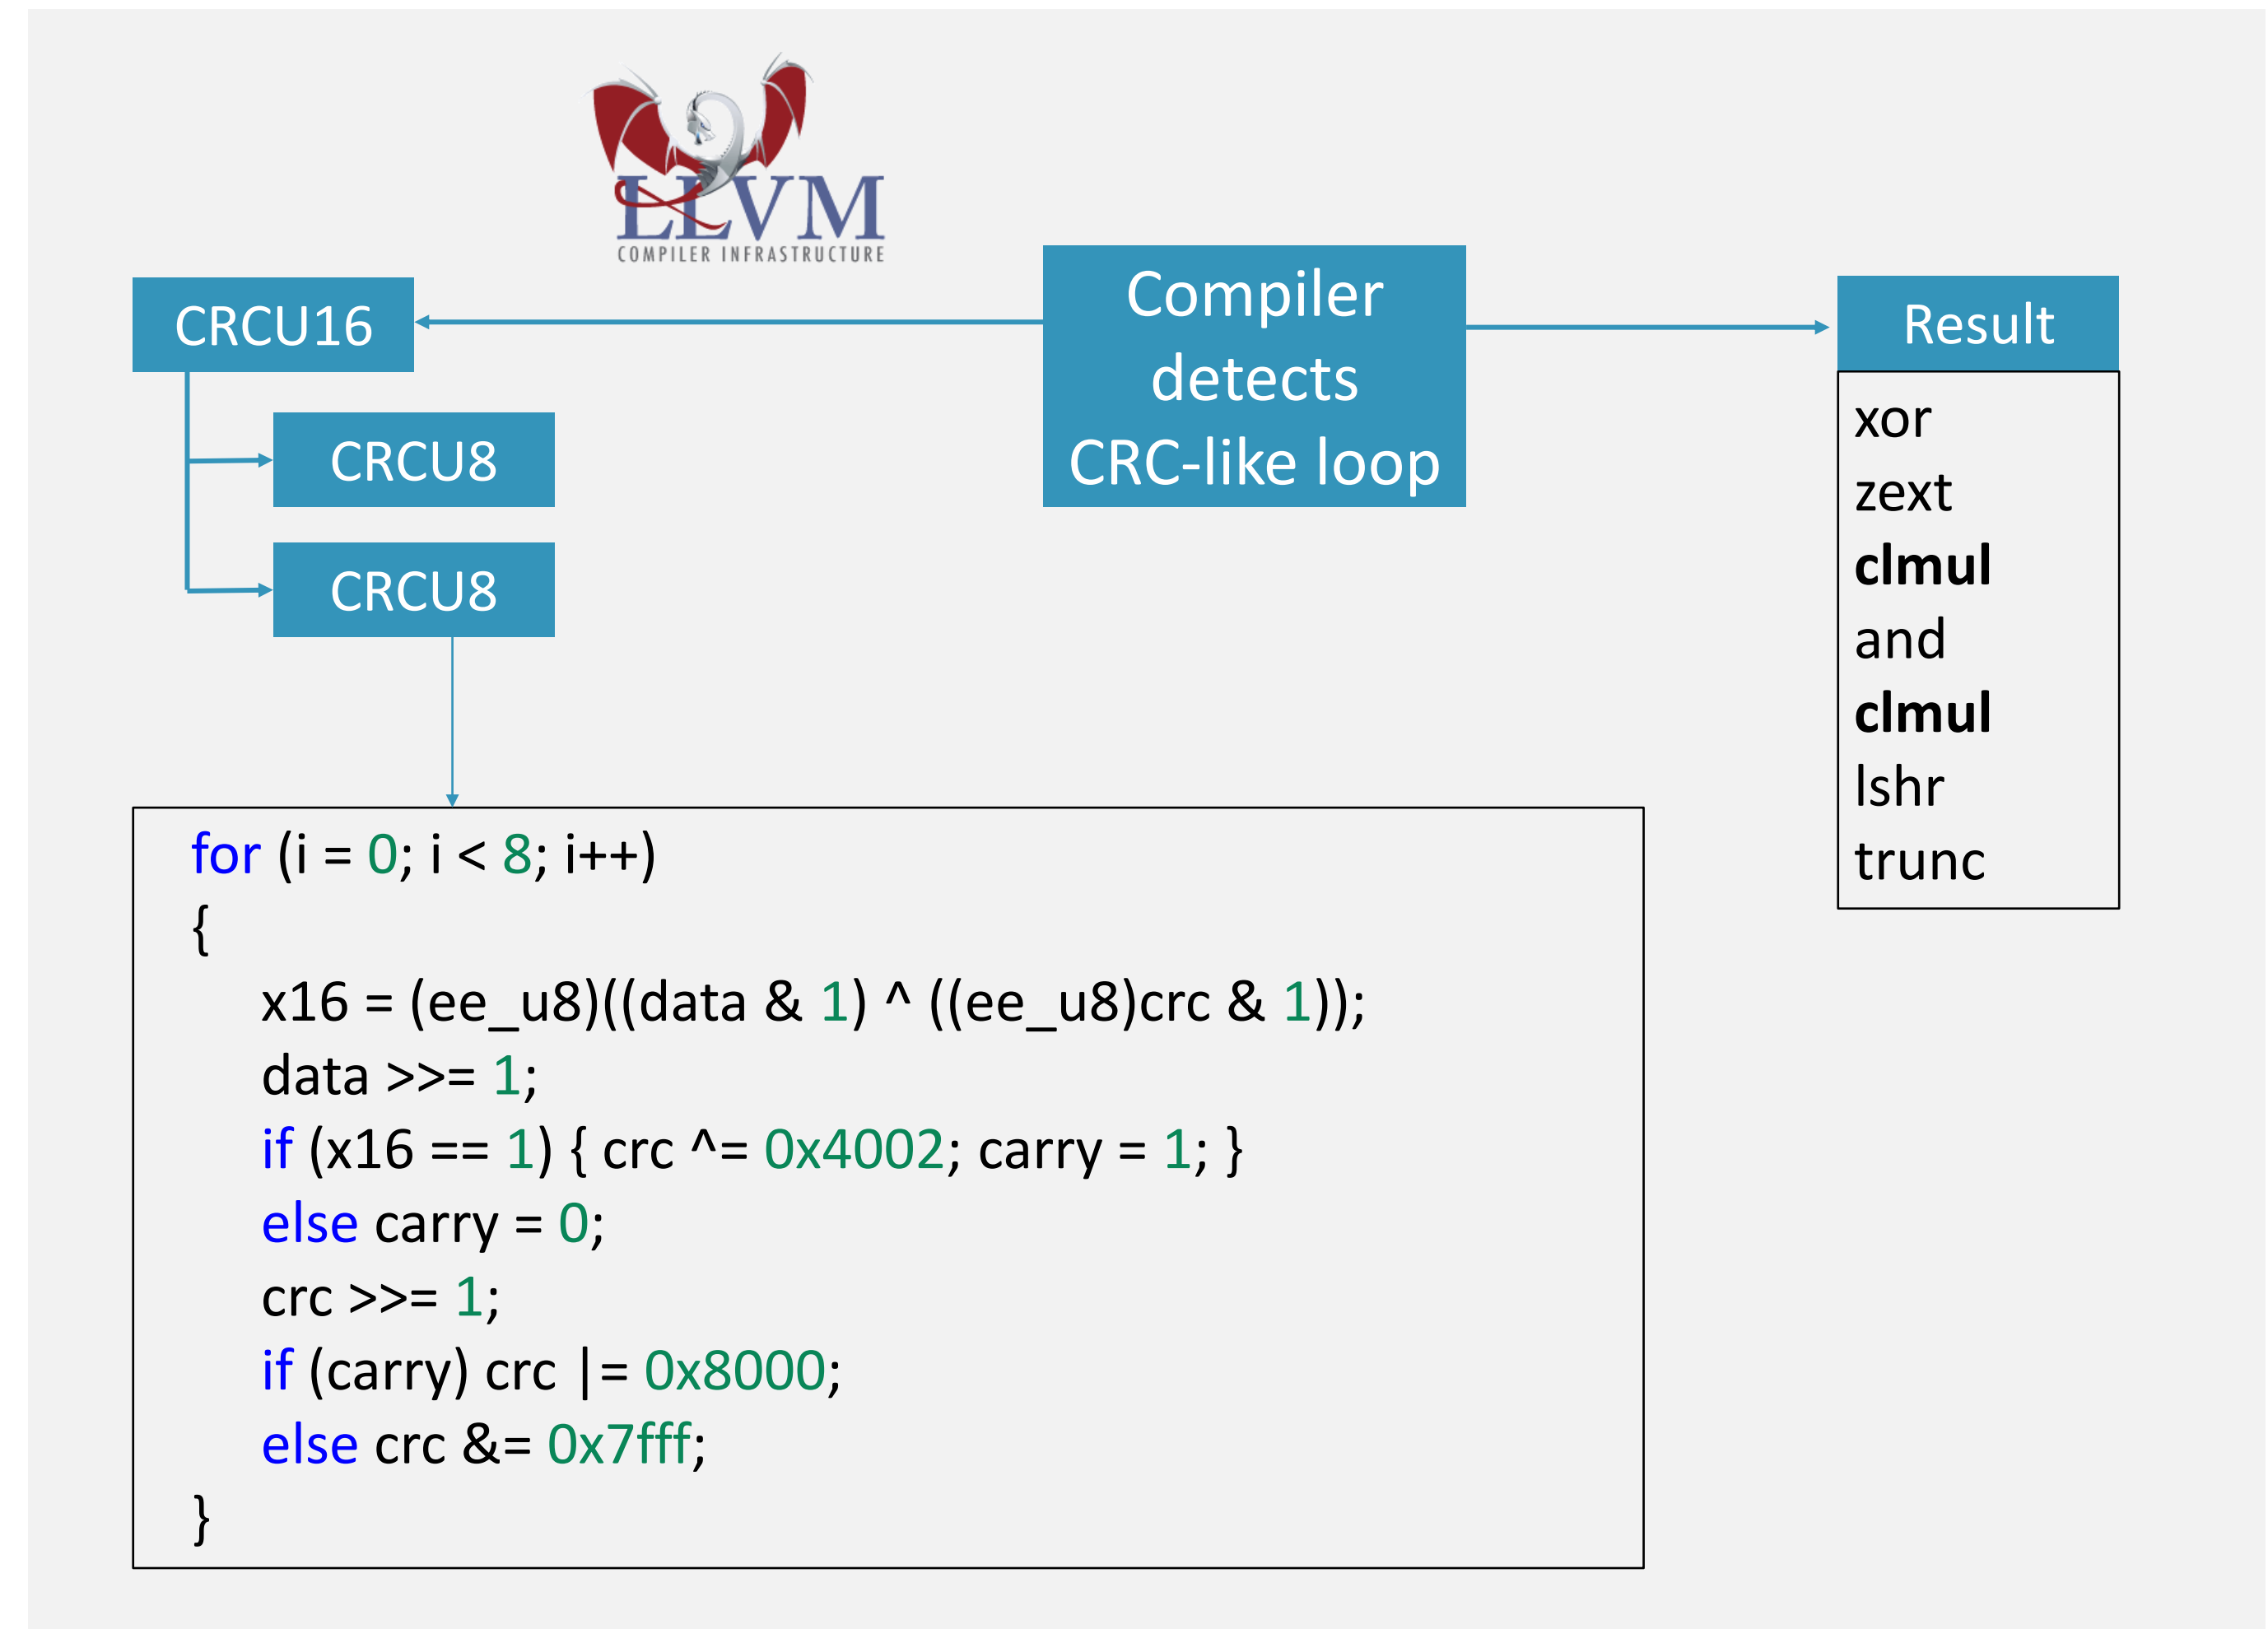 LLVM
COMPILER INFRASTRUCTURE
CRCU16
CRCU8
CRCU8
Compiler
detects
CRC-like loop
Result
xor
zext
clmul
and
clmul
lshr
trunc
for (i = 0; i < 8; i++)
{
x16 = (ee_u8)((data & 1) ^ ((ee_u8)crc & 1));
data >>= 1;
if (x16 == 1) { crc ^= 0x4002; carry = 1; }
else carry = 0;
crc >>= 1;
if (carry) crc |= 0x8000;
else crc &= 0x7fff;
}